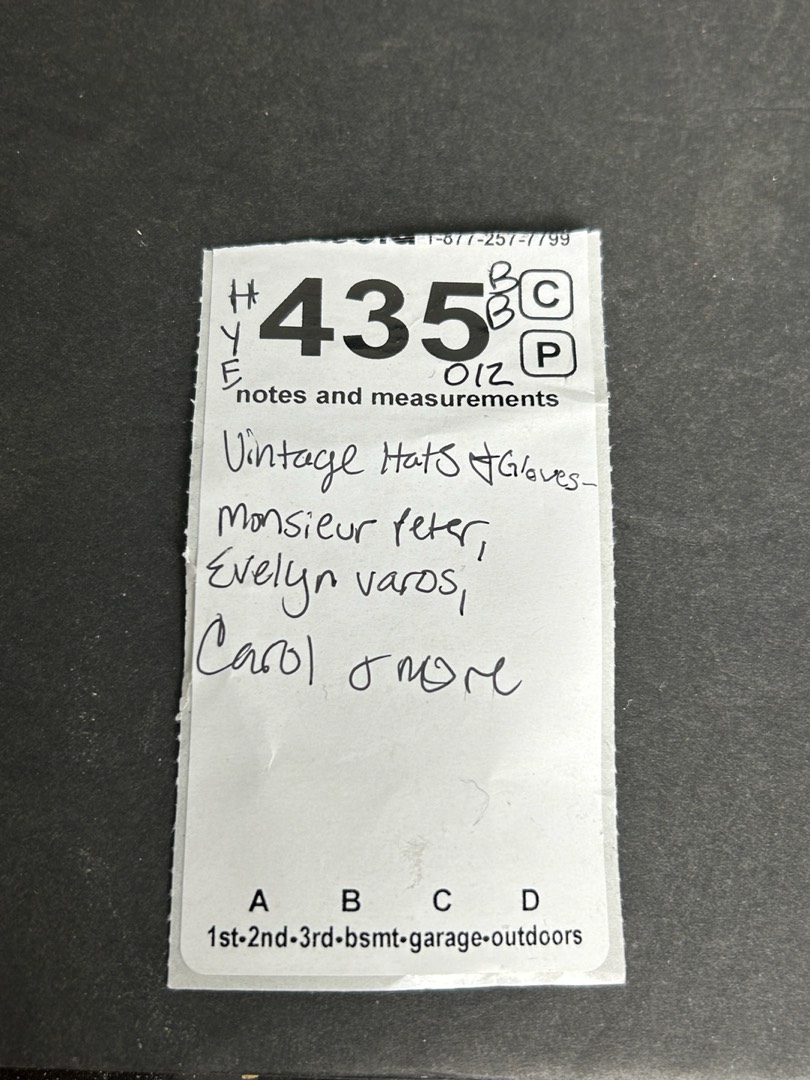 1-877-257-7799
H Y E 435 B B C
P
012
notes and measurements
Vintage Hats & Gloves-
Monsieur Peter,
Evelyn varos,
Carol & more
A B C D
1st•2nd•3rd•bsmt•garage•outdoors